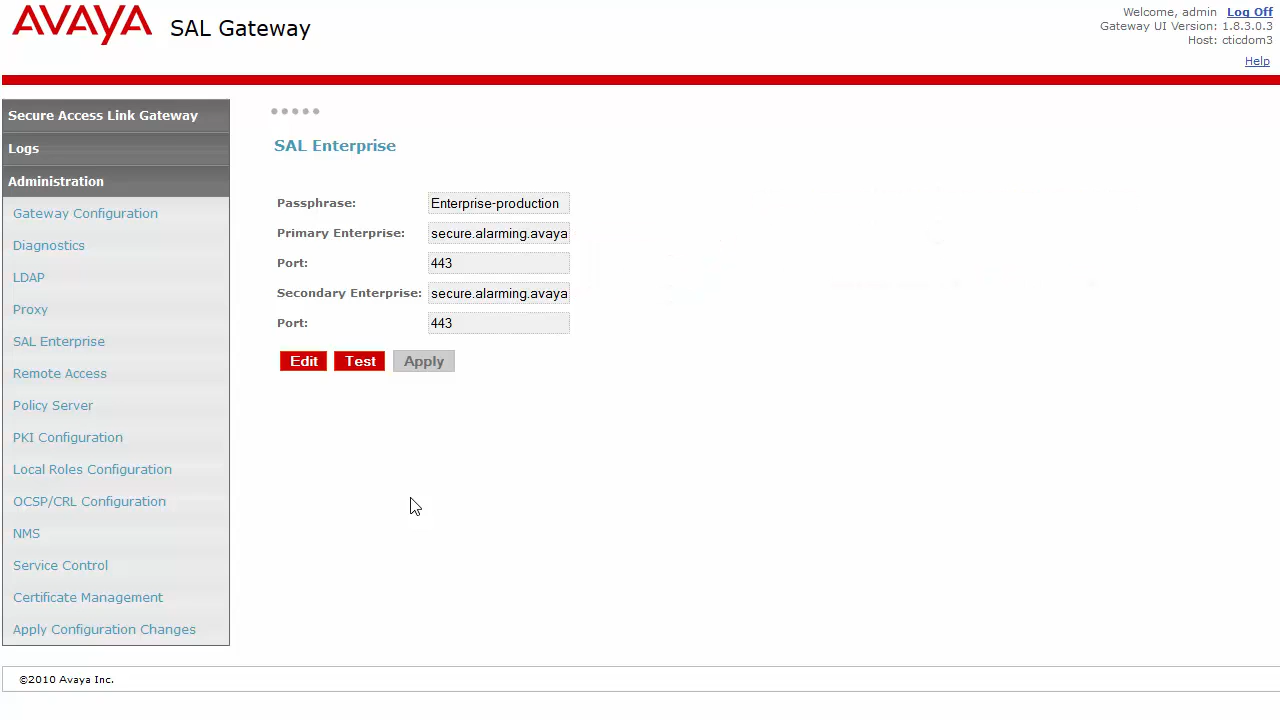 AVAYA SAL Gateway
Welcome, admin Log Off
Gateway UI Version: 1.8.3.0.3
Host: cticdom3
Help
Secure Access Link Gateway
Logs
Administration
Gateway Configuration
Diagnostics
LDAP
Proxy
SAL Enterprise
Remote Access
Policy Server
PKI Configuration
Local Roles Configuration
OCSP/CRL Configuration
NMS
Service Control
Certificate Management
Apply Configuration Changes
SAL Enterprise
Passphrase: Enterprise-production
Primary Enterprise: secure.alarming.avaya
Port: 443
Secondary Enterprise: secure.alarming.avaya
Port: 443
Edit Test Apply
©2010 Avaya Inc.